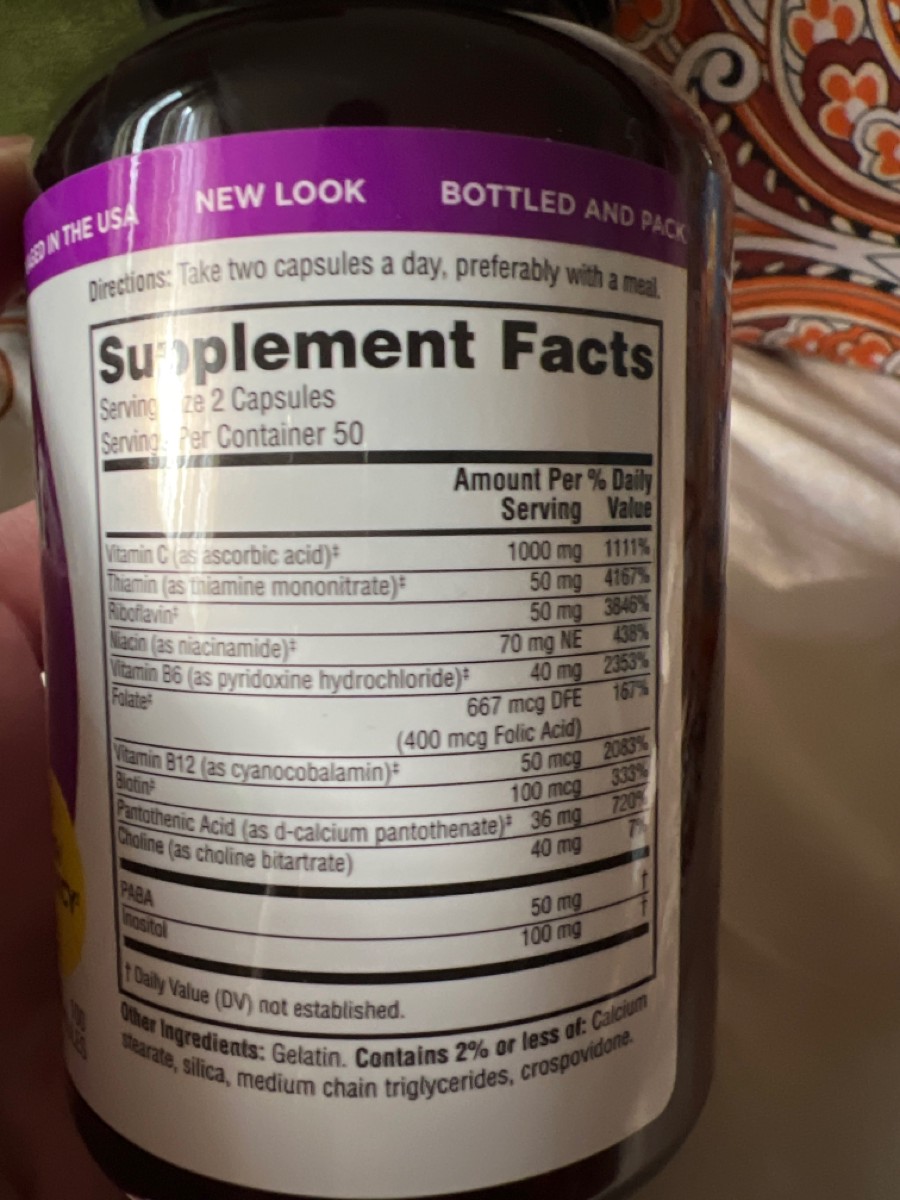 AGED IN THE USA NEW LOOK BOTTLED AND PACK
Directions: Take two capsules a day, preferably with a meal.
Supplement Facts
Serving 2 Capsules
Per Container 50
Amount Per % Daily
Serving Value
Vitamin C (as ascorbic acid)‡ 1000 mg 1111%
Thiamin (as thiamine mononitrate)‡ 50 mg 4167%
Riboflavin‡ 50 mg 3846%
Niacin (as niacinamide)‡ 70 mg NE 438%
Vitamin B6 (as pyridoxine hydrochloride)‡ 40 mg 2353%
Folate‡ 667 mcg DFE 167%
(400 mcg Folic Acid)
Vitamin B12 (as cyanocobalamin)‡ 50 mcg 2083%
Biotin‡ 100 mcg 333%
Pantothenic Acid (as d-calcium pantothenate)‡ 36 mg 720%
Choline (as choline bitartrate) 40 mg 7%
PABA 50 mg †
Inositol 100 mg †
† Daily Value (DV) not established.
Other Ingredients: Gelatin. Contains 2% or less of: Calcium
stearate, silica, medium chain triglycerides, crospovidone.
100